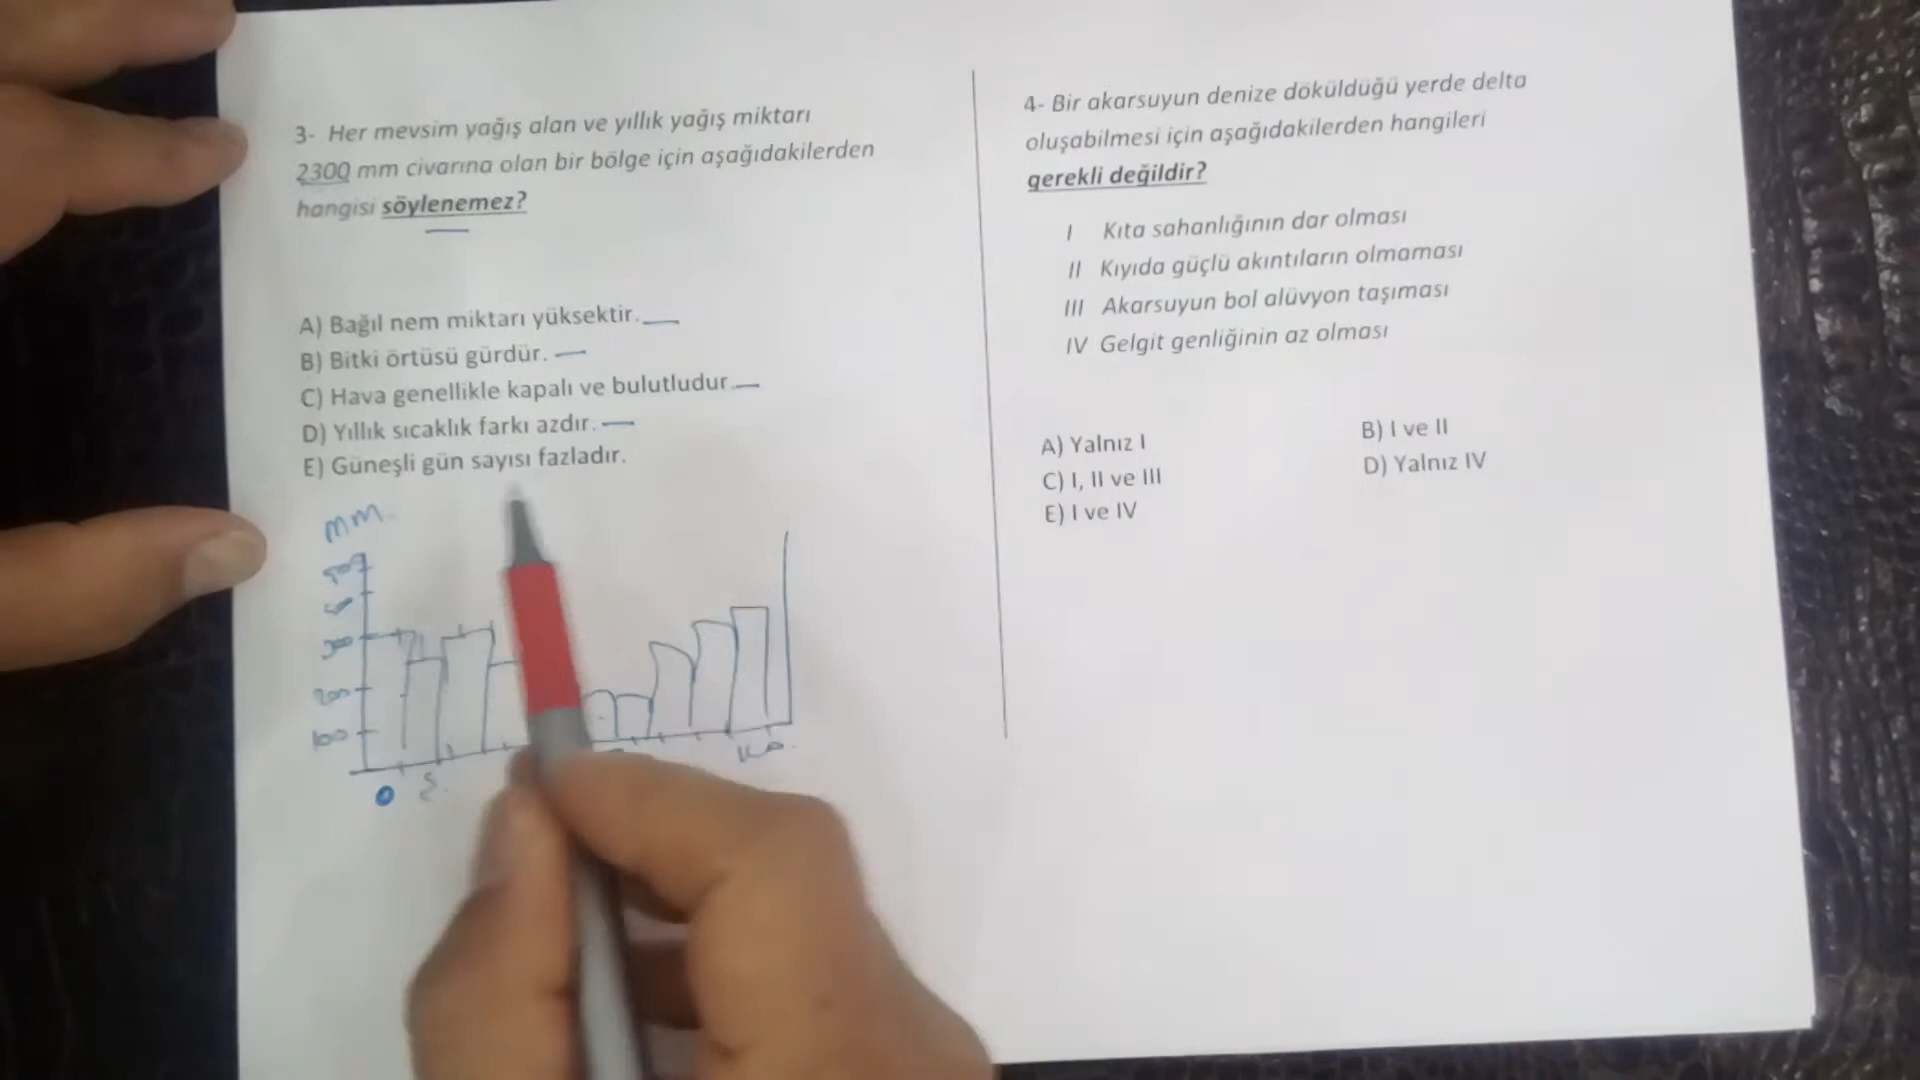 3- Her mevsim yağış alan ve yıllık yağış miktarı
2300 mm civarına olan bir bölge için aşağıdakilerden
hangisi söylenemez?
A) Bağıl nem miktarı yüksektir.
B) Bitki örtüsü gürdür.
C) Hava genellikle kapalı ve bulutludur.
D) Yıllık sıcaklık farkı azdır.
E) Güneşli gün sayısı fazladır.
mm
500
300
200
100
O Ş.
4- Bir akarsuyun denize döküldüğü yerde delta
oluşabilmesi için aşağıdakilerden hangileri
gerekli değildir?
I Kıta sahanlığının dar olması
II Kıyıda güçlü akıntıların olmaması
III Akarsuyun bol alüvyon taşıması
IV Gelgit genliğinin az olması
A) Yalnız I
B) I ve II
C) I, II ve III
D) Yalnız IV
E) I ve IV